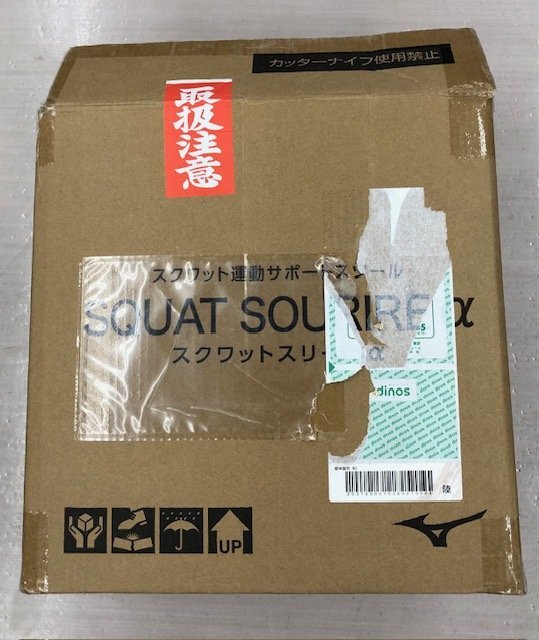 カッターナイフ使用禁止
取扱注意
スクワット運動サポートスツール
SQUAT SOURIRE α
スクワットスリール α
5
dinos
陸
UP